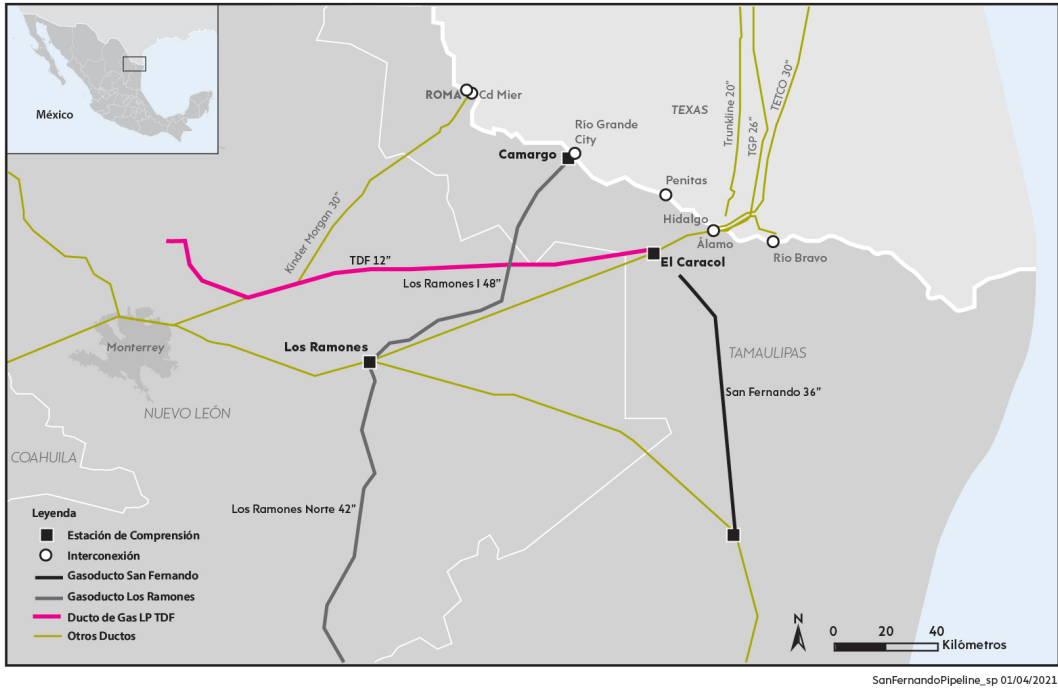 México
ROMA
Cd Mier
Rio Grande
City
Camargo
TEXAS
Trunkline 20”
TGP 26”
TETCO 30”
Penitas
Hidalgo
Álamo
Río Bravo
Kinder Morgan 30”
TDF 12”
El Caracol
Los Ramones I 48”
Los Ramones
Monterrey
TAMAULIPAS
San Fernando 36”
NUEVO LEÓN
COAHUILA
Los Ramones Norte 42”
Leyenda
Estación de Comprensión
Interconexión
Gasoducto San Fernando
Gasoducto Los Ramones
Ducto de Gas LP TDF
Otros Ductos
N
0 20 40
Kilómetros
SanFernandoPipeline_sp 01/04/2021